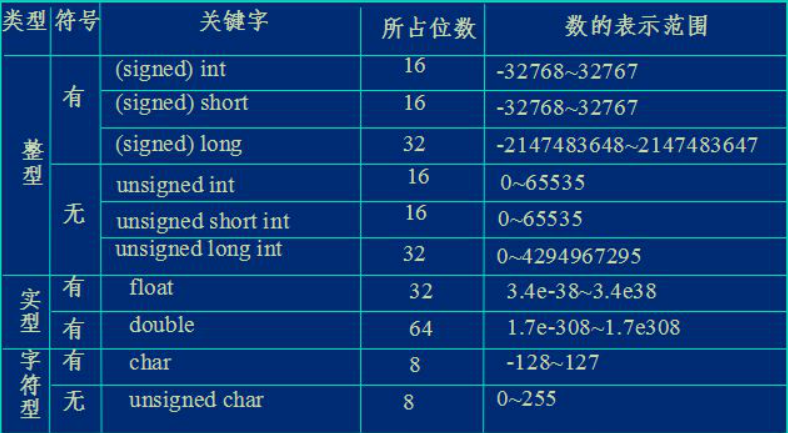 类型 符号 关键字 所占位数 数的表示范围
整型 有 (signed) int 16 -32768~32767
(signed) short 16 -32768~32767
(signed) long 32 -2147483648~2147483647
无 unsigned int 16 0~65535
unsigned short int 16 0~65535
unsigned long int 32 0~4294967295
实型 有 float 32 3.4e-38~3.4e38
有 double 64 1.7e-308~1.7e308
字符型 有 char 8 -128~127
无 unsigned char 8 0~255